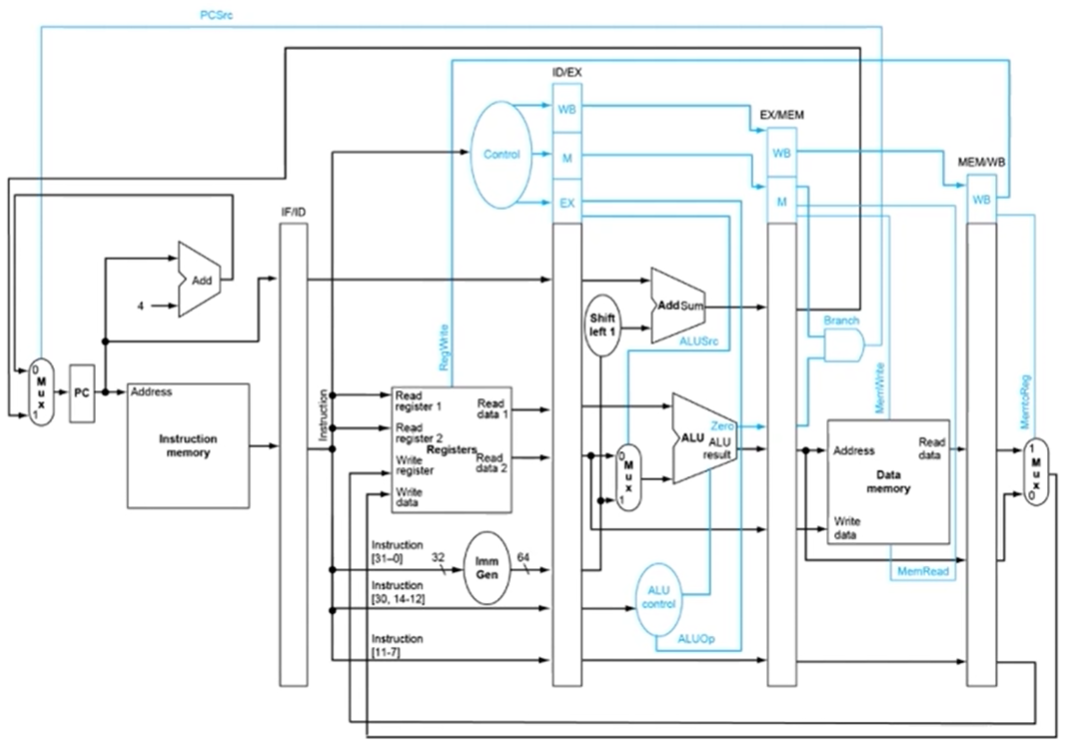 PCSrc
ID/EX
WB
M
EX
Control
EX/MEM
WB
M
MEM/WB
WB
IF/ID
Add
4
0
M
u
x
1
PC
Address
Instruction
memory
Instruction
RegWrite
Read
register 1
Read
register 2
Write
register
Write
data
Registers
Read
data 1
Read
data 2
Instruction
[31–0]
32
Imm
Gen
64
Instruction
[30, 14-12]
Instruction
[11-7]
Shift
left 1
Add Sum
ALUSrc
0
M
u
x
1
ALU
Zero
ALU
result
ALU
control
ALUOp
Branch
MemWrite
Address
Read
data
Data
memory
Write
data
MemRead
MemtoReg
1
M
u
x
0